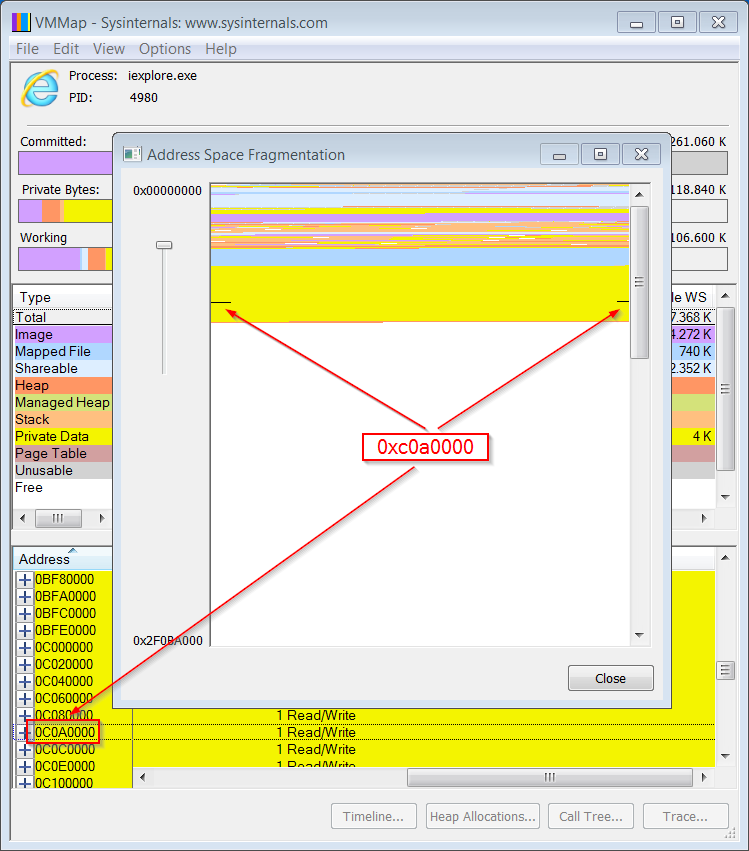 VMMap - Sysinternals: www.sysinternals.com
File Edit View Options Help
Process: iexplore.exe
PID: 4980
Committed: 261.060 K
Private Bytes: 118.840 K
Working 106.600 K
Address Space Fragmentation
0x00000000
0xc0a0000
0x2F0BA000
Close
Type WS
Total 7.368 K
Image 4.272 K
Mapped File 740 K
Shareable 2.352 K
Heap
Managed Heap
Stack
Private Data 4 K
Page Table
Unusable
Free
Address
0BF80000
0BFA0000
0BFC0000
0BFE0000
0C000000
0C020000
0C040000
0C060000
0C080000 1 Read/Write
0C0A0000 1 Read/Write
0C0C0000 1 Read/Write
0C0E0000 1 Read/Write
0C100000
Timeline... Heap Allocations... Call Tree... Trace...